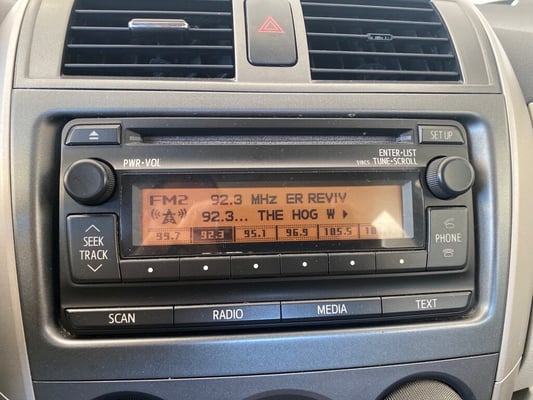 SET UP
PWR•VOL
ENTER•LIST
TUNE•SCROLL
FM2 92.3 MHz ER REVIV
92.3... THE HOG W
99.7 92.3 95.1 96.9 105.5
SEEK
TRACK
PHONE
SCAN RADIO MEDIA TEXT